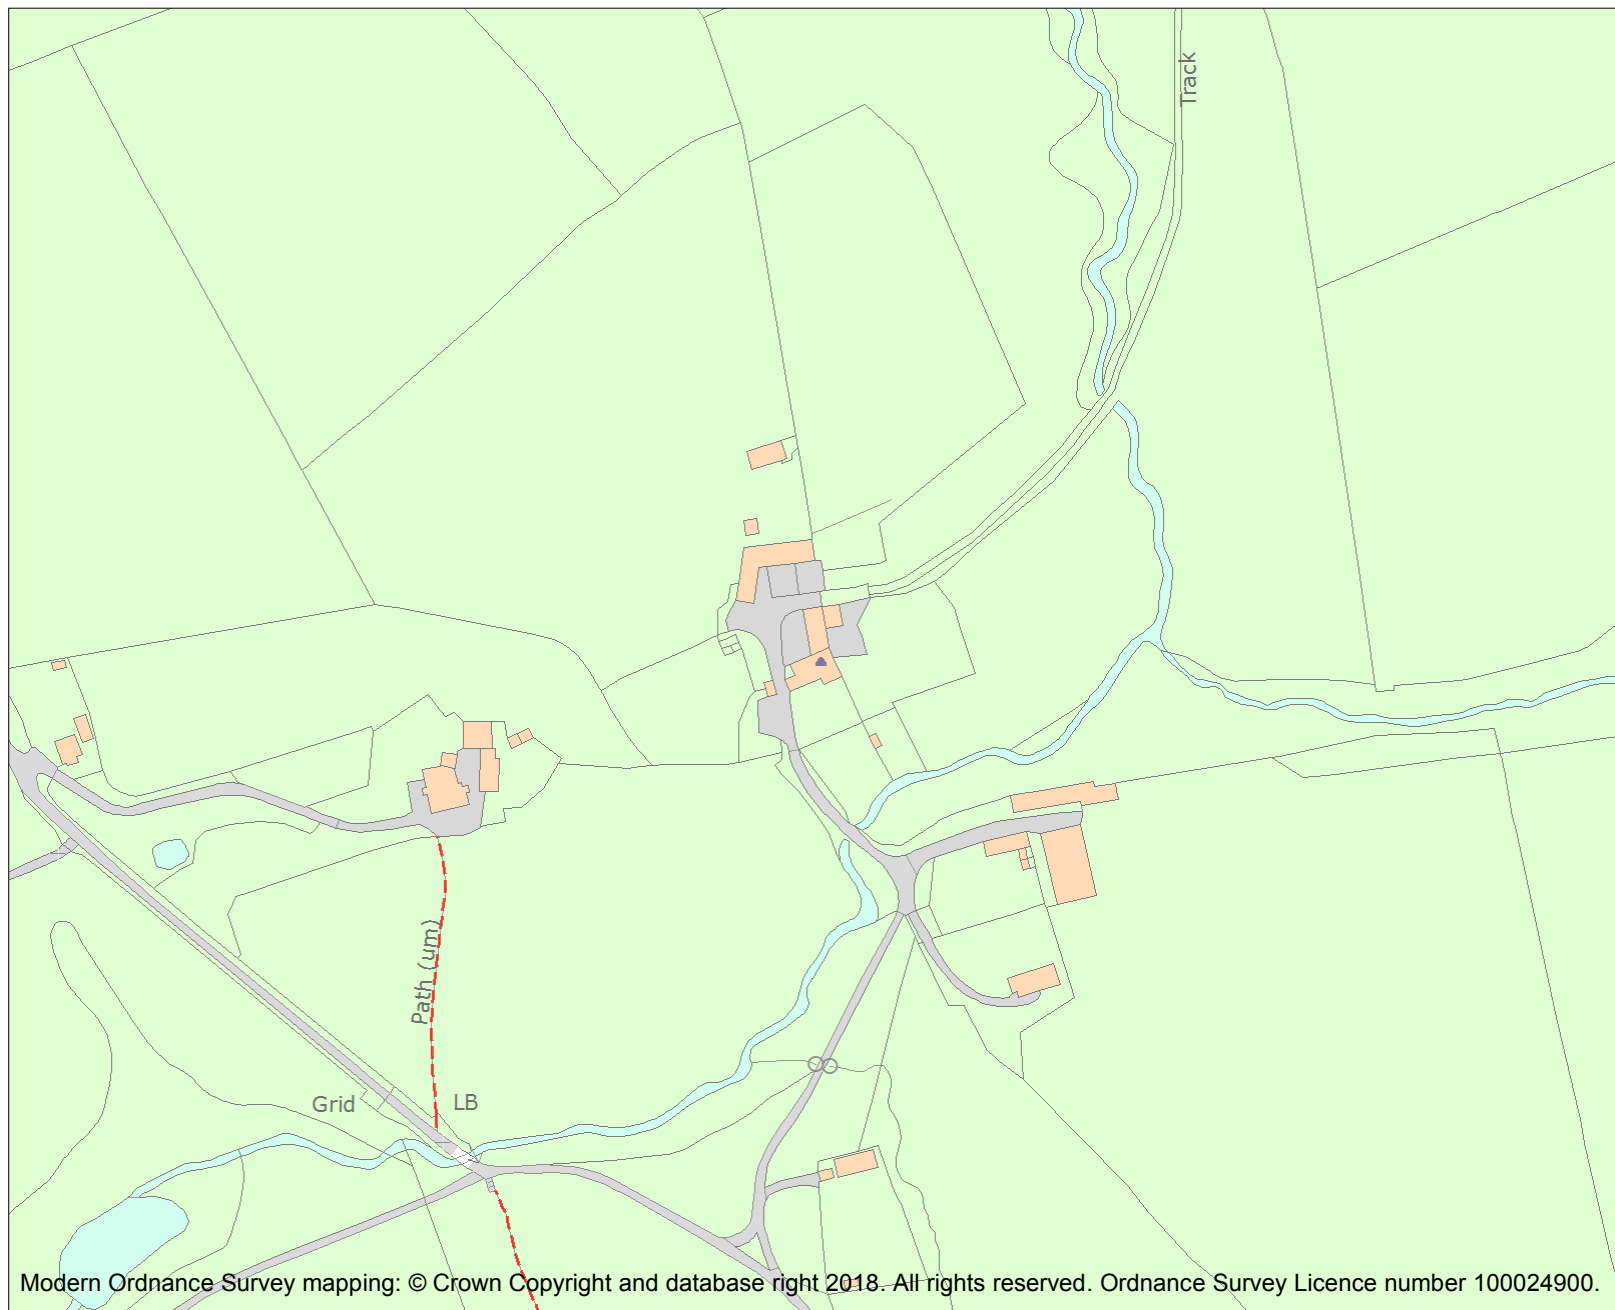 Track
Path (um)
Grid
LB
Modern Ordnance Survey mapping: © Crown Copyright and database right 2018. All rights reserved. Ordnance Survey Licence number 100024900.